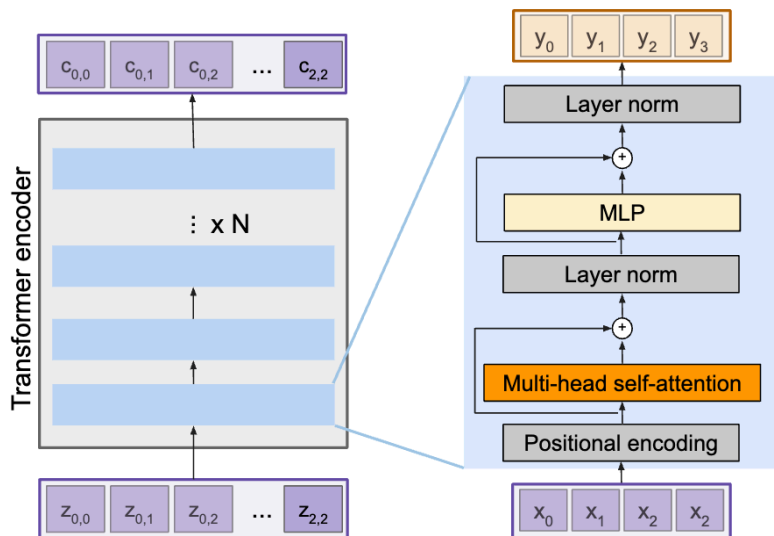 c0,0 c0,1 c0,2 ... c2,2
Transformer encoder
⋮ x N
z0,0 z0,1 z0,2 ... z2,2
y0 y1 y2 y3
Layer norm
+
MLP
Layer norm
+
Multi-head self-attention
Positional encoding
x0 x1 x2 x2